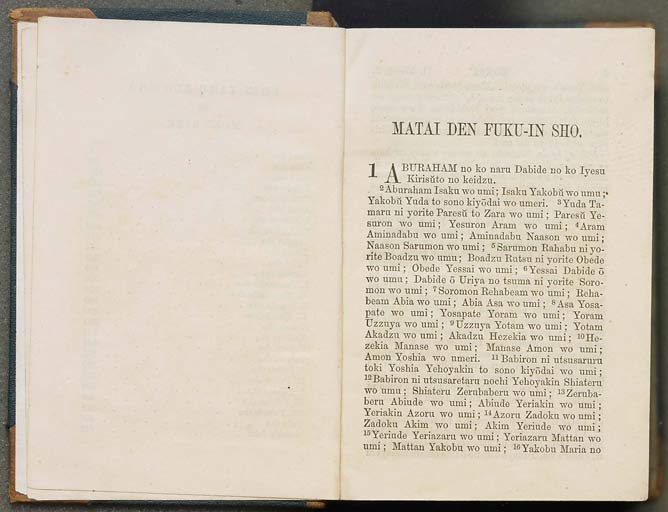 MATAI DEN FUKU-IN SHO.
1 ABURAHAM no ko naru Dabide no ko Iyesu
Kirisŭto no keidzu.
2 Aburaham Isaku wo umi; Isaku Yakobŭ wo umu;
Yakobŭ Yuda to sono kiyōdai wo umeri. 3 Yuda Ta-
maru ni yorite Paresŭ to Zara wo umi; Paresŭ Ye-
suron wo umi; Yesuron Aram wo umi; 4 Aram
Aminadabu wo umi; Aminadabu Naason wo umi;
Naason Sarumon wo umi; 5 Sarumon Rahabu ni yo-
rite Boadzu wo umu; Boadzu Rutsu ni yorite Obede
wo umi; Obede Yessai wo umi; 6 Yessai Dabide ō
wo umu; Dabide ō Uriya no tsuma ni yorite Soro-
mon wo umi; 7 Soromon Rehabeam wo umi; Reha-
beam Abia wo umi; Abia Asa wo umi; 8 Asa Yosa-
pate wo umi; Yosapate Yoram wo umi; Yoram
Uzzuya wo umi; 9 Uzzuya Yotam wo umi; Yotam
Akadzu wo umi; Akadzu Hezekia wo umi; 10 He-
zekia Manase wo umi; Manase Amon wo umi;
Amon Yoshia wo umeri. 11 Babiron ni utsusaruru
toki Yoshia Yehoyakin to sono kiyōdai wo umi;
12 Babiron ni utsusaretaru nochi Yehoyakin Shiateru
wo umu; Shiateru Zerubaberu wo umi; 13 Zeruba-
beru Abiude wo umi; Abiude Yeriakin wo umi;
Yeriakin Azoru wo umi; 14 Azoru Zadoku wo umi;
Zadoku Akim wo umi; Akim Yeriude wo umi;
15 Yeriude Yeriazaru wo umi; Yeriazaru Mattan wo
umi; Mattan Yakobu wo umi; 16 Yakobu Maria no